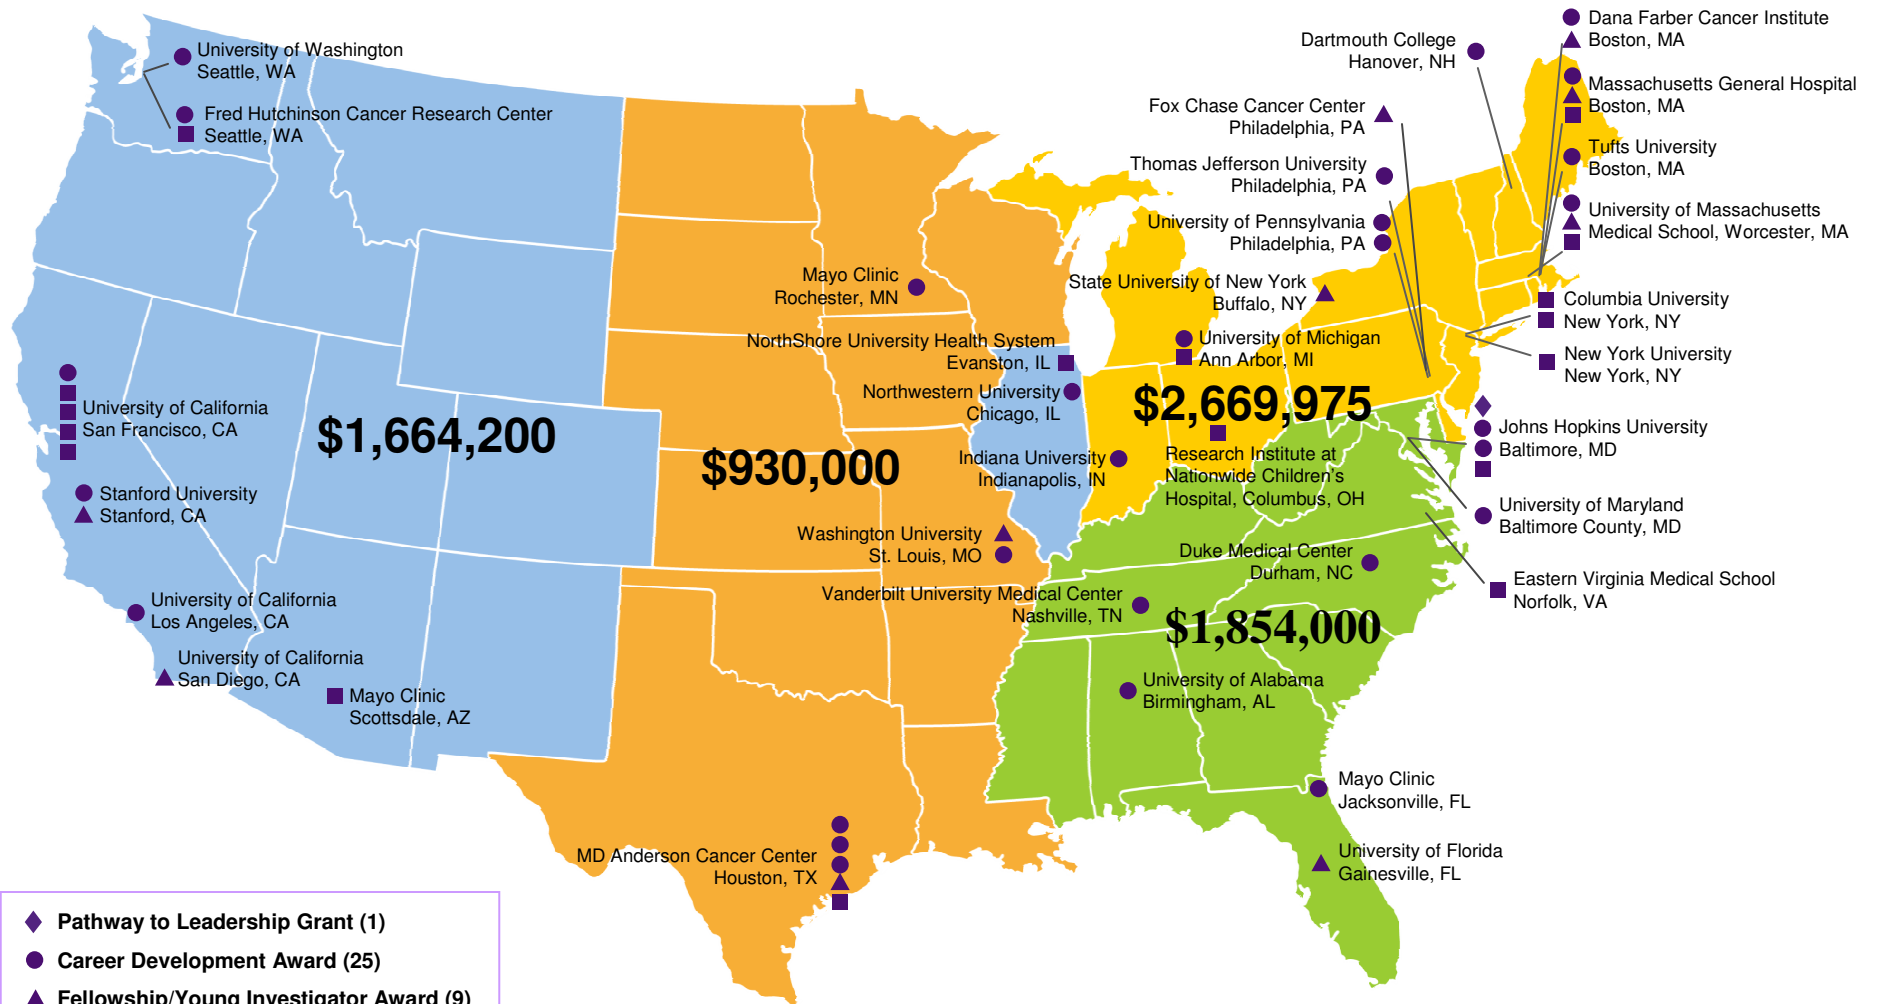 University of Washington
Seattle, WA
Fred Hutchinson Cancer Research Center
Seattle, WA
University of California
San Francisco, CA
Stanford University
Stanford, CA
University of California
Los Angeles, CA
University of California
San Diego, CA
Mayo Clinic
Scottsdale, AZ
$1,664,200
Mayo Clinic
Rochester, MN
NorthShore University Health System
Evanston, IL
Northwestern University
Chicago, IL
$930,000
Indiana University
Indianapolis, IN
Washington University
St. Louis, MO
Vanderbilt University Medical Center
Nashville, TN
MD Anderson Cancer Center
Houston, TX
Dartmouth College
Hanover, NH
Fox Chase Cancer Center
Philadelphia, PA
Thomas Jefferson University
Philadelphia, PA
University of Pennsylvania
Philadelphia, PA
State University of New York
Buffalo, NY
University of Michigan
Ann Arbor, MI
$2,669,975
Research Institute at
Nationwide Children's
Hospital, Columbus, OH
Duke Medical Center
Durham, NC
$1,854,000
University of Alabama
Birmingham, AL
Mayo Clinic
Jacksonville, FL
University of Florida
Gainesville, FL
Dana Farber Cancer Institute
Boston, MA
Massachusetts General Hospital
Boston, MA
Tufts University
Boston, MA
University of Massachusetts
Medical School, Worcester, MA
Columbia University
New York, NY
New York University
New York, NY
Johns Hopkins University
Baltimore, MD
University of Maryland
Baltimore County, MD
Eastern Virginia Medical School
Norfolk, VA
Pathway to Leadership Grant (1)
Career Development Award (25)
Fellowship/Young Investigator Award (9)